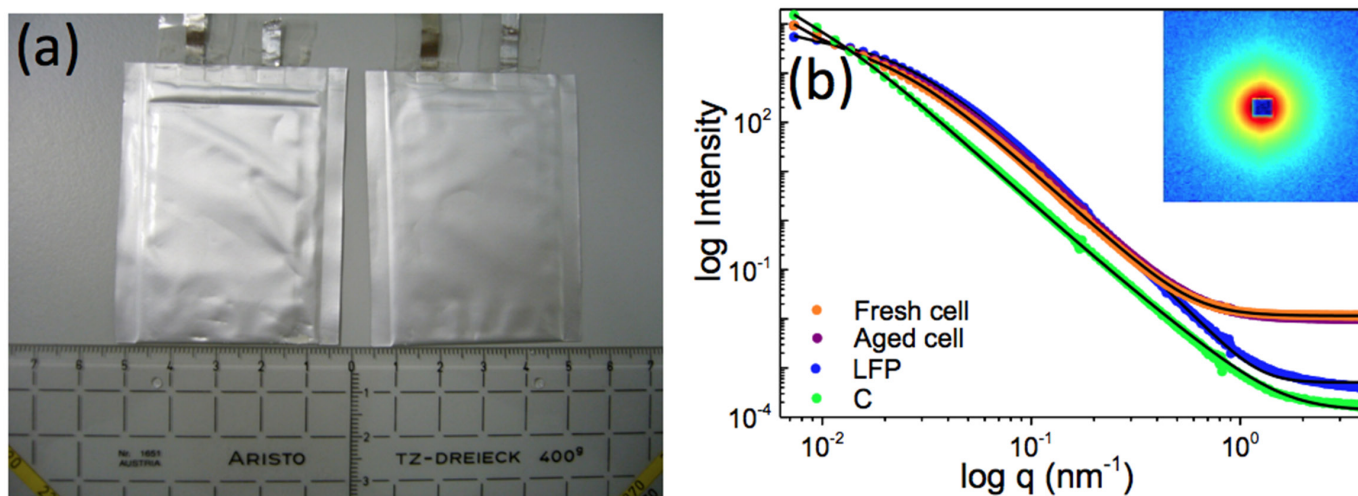 (a)
7 6 5 4 3 2 1 0 1 2 3 4 5 6 7
1
2
3
Nr. 1651
AUSTRIA
ARISTO
TZ-DREIECK 400g
(b)
log Intensity
10²
10⁻¹
10⁻⁴
Fresh cell
Aged cell
LFP
C
10⁻² 10⁻¹ 10⁰
log q (nm⁻¹)